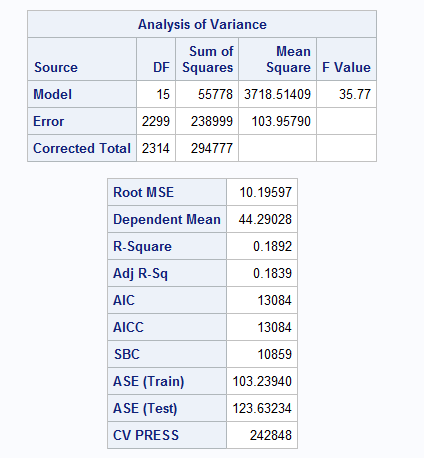 Analysis of Variance
Source DF Sum of Squares Mean Square F Value
Model 15 55778 3718.51409 35.77
Error 2299 238999 103.95790
Corrected Total 2314 294777
Root MSE 10.19597
Dependent Mean 44.29028
R-Square 0.1892
Adj R-Sq 0.1839
AIC 13084
AICC 13084
SBC 10859
ASE (Train) 103.23940
ASE (Test) 123.63234
CV PRESS 242848